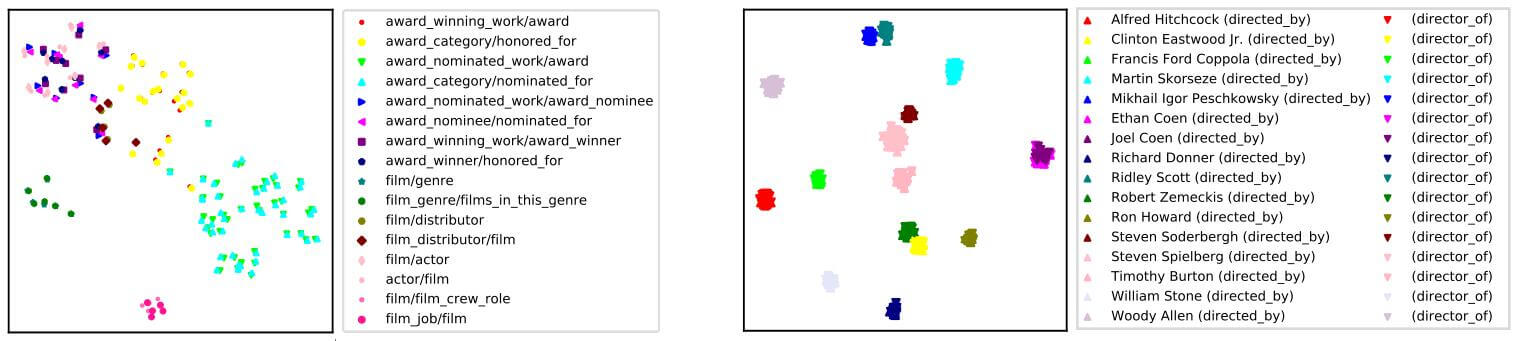 award_winning_work/award
award_category/honored_for
award_nominated_work/award
award_category/nominated_for
award_nominated_work/award_nominee
award_nominee/nominated_for
award_winning_work/award_winner
award_winner/honored_for
film/genre
film_genre/films_in_this_genre
film/distributor
film_distributor/film
film/actor
actor/film
film/film_crew_role
film_job/film
Alfred Hitchcock (directed_by) (director_of)
Clinton Eastwood Jr. (directed_by) (director_of)
Francis Ford Coppola (directed_by) (director_of)
Martin Skorseze (directed_by) (director_of)
Mikhail Igor Peschkowsky (directed_by) (director_of)
Ethan Coen (directed_by) (director_of)
Joel Coen (directed_by) (director_of)
Richard Donner (directed_by) (director_of)
Ridley Scott (directed_by) (director_of)
Robert Zemeckis (directed_by) (director_of)
Ron Howard (directed_by) (director_of)
Steven Soderbergh (directed_by) (director_of)
Steven Spielberg (directed_by) (director_of)
Timothy Burton (directed_by) (director_of)
William Stone (directed_by) (director_of)
Woody Allen (directed_by) (director_of)